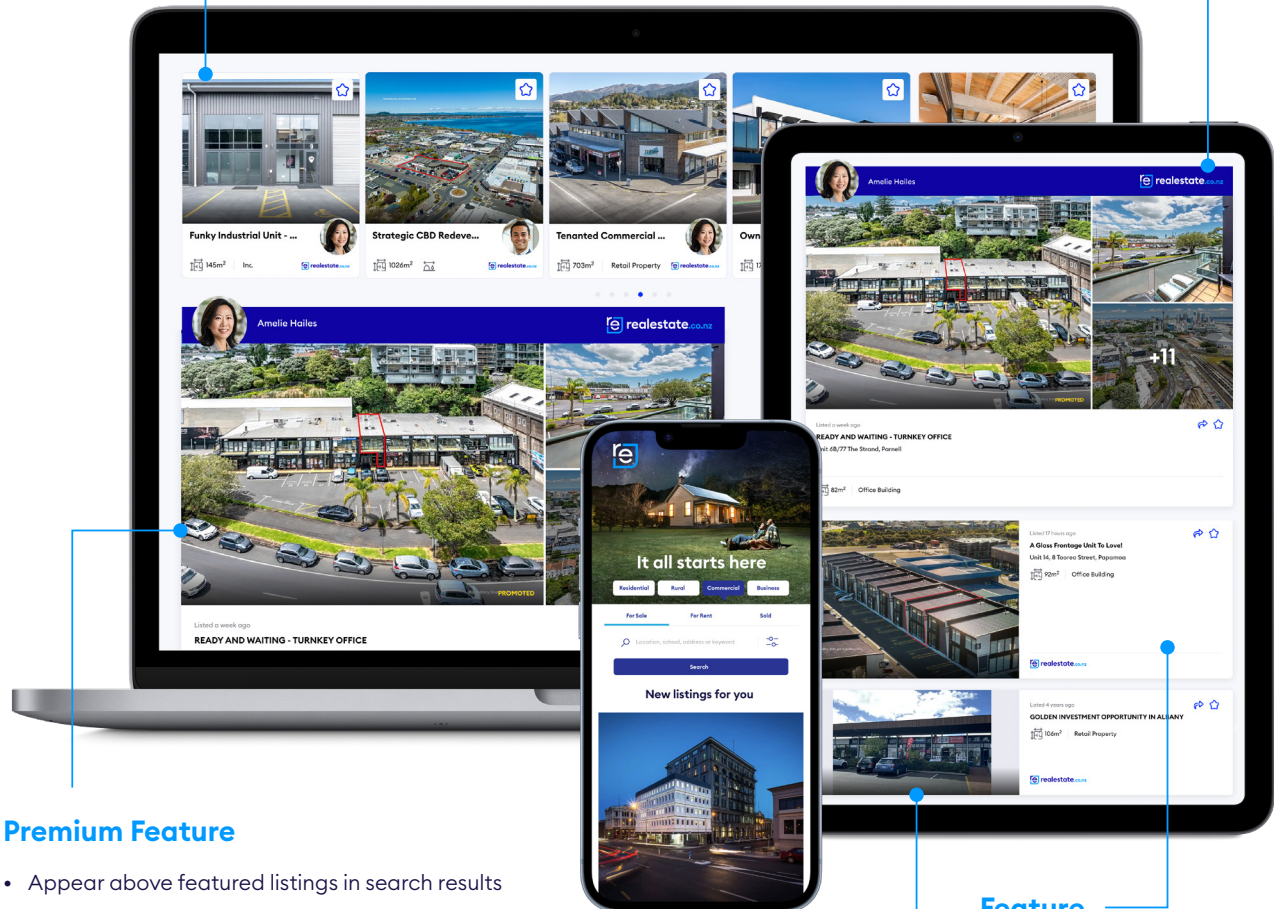 Funky Industrial Unit - ...
145m² Inc. realestate.co.nz
Strategic CBD Redeve...
1026m² realestate.co.nz
Tenanted Commercial ...
703m² Retail Property realestate.co.nz
Own
17
Amelie Hailes
re realestate.co.nz
PROMOTED
Listed a week ago
READY AND WAITING - TURNKEY OFFICE
Amelie Hailes
re realestate.co.nz
+11
PROMOTED
Listed a week ago
READY AND WAITING - TURNKEY OFFICE
Unit 6B/77 The Strand, Parnell
82m² Office Building
Listed 17 hours ago
A Glass Frontage Unit To Love!
Unit 14, 8 Taorea Street, Papamoa
92m² Office Building
realestate.co.nz
Listed 4 years ago
GOLDEN INVESTMENT OPPORTUNITY IN ALBANY
106m² Retail Property
realestate.co.nz
re
It all starts here
Residential Rural Commercial Business
For Sale For Rent Sold
Location, school, address or keyword
Search
New listings for you
Premium Feature
• Appear above featured listings in search results
Feature